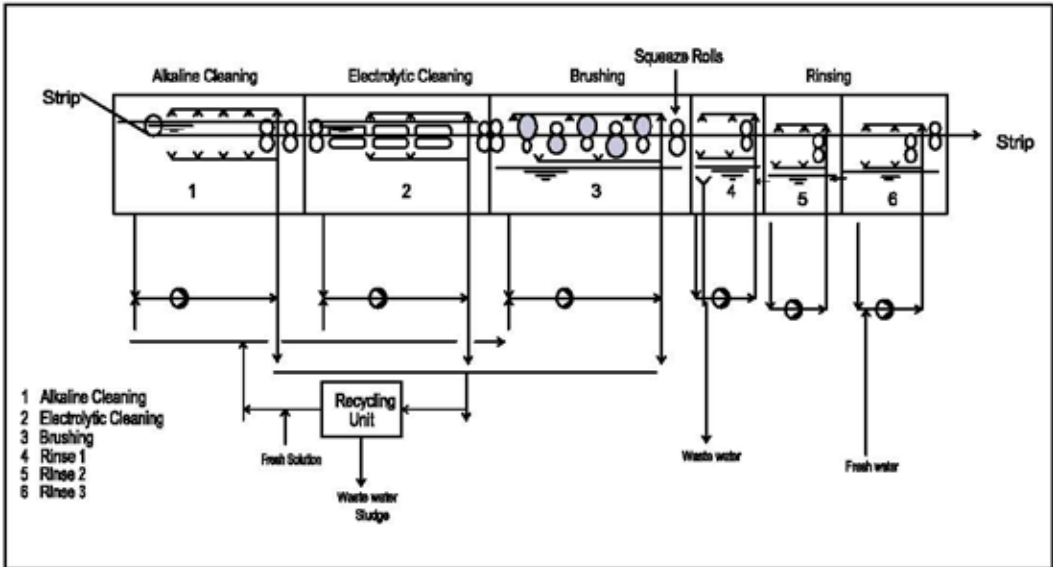 Squeeze Rolls
Alkaline Cleaning
Electrolytic Cleaning
Brushing
Rinsing
Strip
Strip
1
2
3
4
5
6
1 Alkaline Cleaning
2 Electrolytic Cleaning
3 Brushing
4 Rinse 1
5 Rinse 2
6 Rinse 3
Recycling
Unit
Fresh Solution
Waste water
Sludge
Waste water
Fresh water